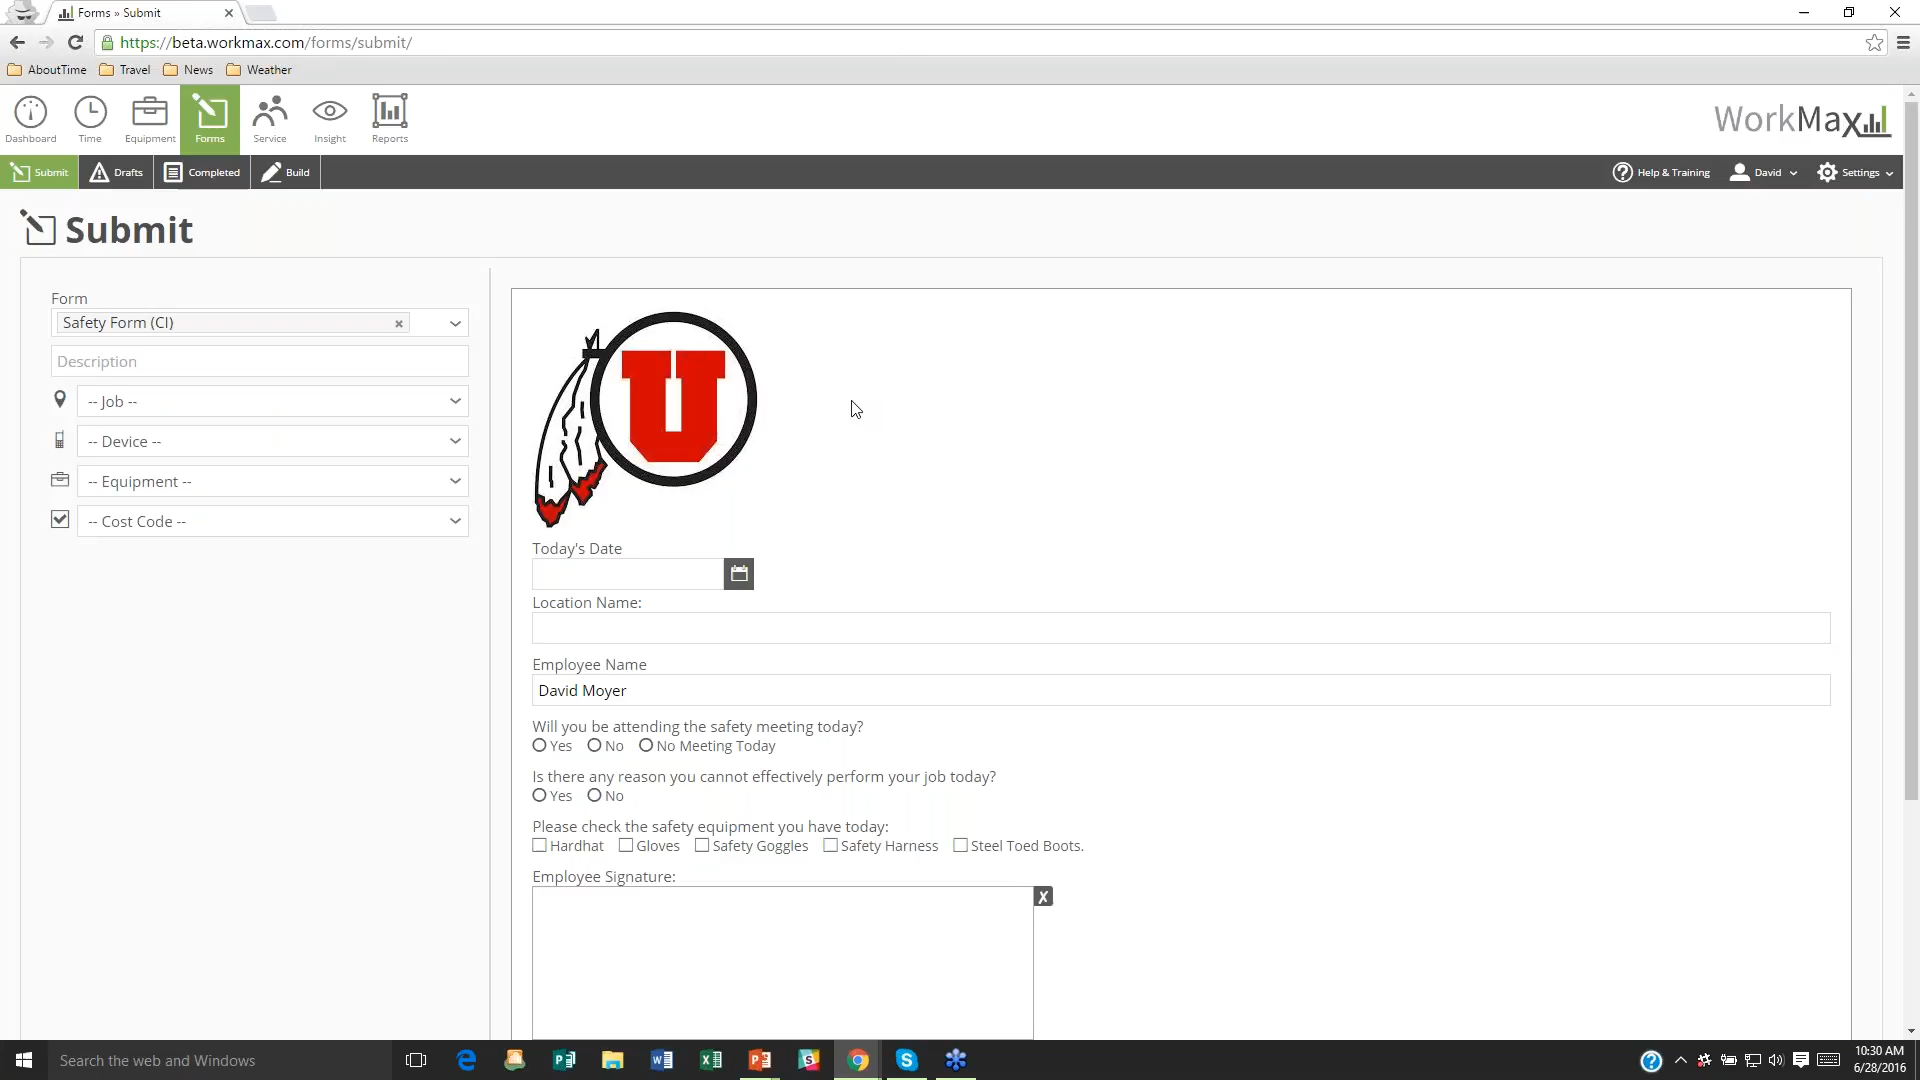 Forms » Submit
https://beta.workmax.com/forms/submit/
AboutTime Travel News Weather
Dashboard Time Equipment Forms Service Insight Reports
WorkMax
Submit Drafts Completed Build Help & Training David Settings
Submit
Form
Safety Form (CI)
Description
-- Job --
-- Device --
-- Equipment --
-- Cost Code --
U
Today's Date
Location Name:
Employee Name
David Moyer
Will you be attending the safety meeting today?
Yes No No Meeting Today
Is there any reason you cannot effectively perform your job today?
Yes No
Please check the safety equipment you have today:
Hardhat Gloves Safety Goggles Safety Harness Steel Toed Boots.
Employee Signature:
X
Search the web and Windows
10:30 AM
6/28/2016